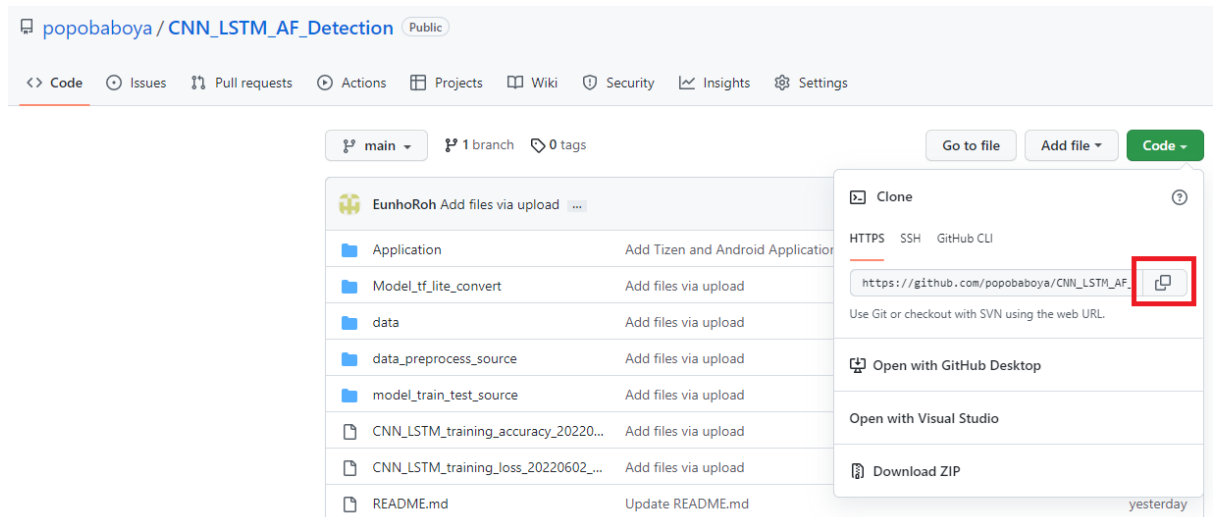 popobaboya / CNN_LSTM_AF_Detection Public
Code Issues Pull requests Actions Projects Wiki Security Insights Settings
main 1 branch 0 tags Go to file Add file Code
EunhoRoh Add files via upload ...
Application Add Tizen and Android Application
Model_tf_lite_convert Add files via upload
data Add files via upload
data_preprocess_source Add files via upload
model_train_test_source Add files via upload
CNN_LSTM_training_accuracy_20220... Add files via upload
CNN_LSTM_training_loss_20220602_... Add files via upload
README.md Update README.md yesterday
Clone
HTTPS SSH GitHub CLI
https://github.com/popobaboya/CNN_LSTM_AF_
Use Git or checkout with SVN using the web URL.
Open with GitHub Desktop
Open with Visual Studio
Download ZIP